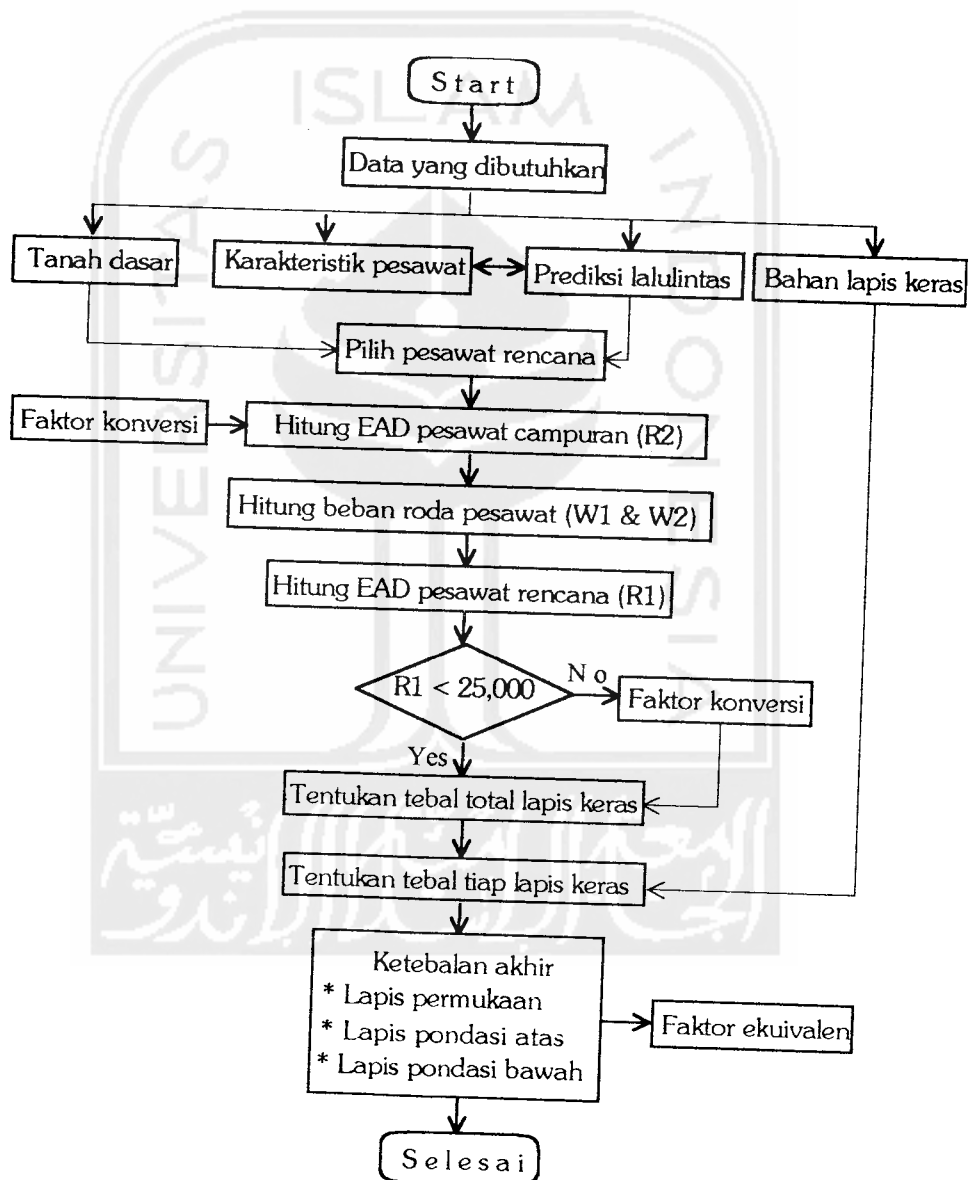 UNIVERSITAS
ISLAM
INDONESIA
Start
Data yang dibutuhkan
Tanah dasar
Karakteristik pesawat
Prediksi lalulintas
Bahan lapis keras
Pilih pesawat rencana
Faktor konversi
Hitung EAD pesawat campuran (R2)
Hitung beban roda pesawat (W1 & W2)
Hitung EAD pesawat rencana (R1)
R1 < 25,000
No
Faktor konversi
Yes
Tentukan tebal total lapis keras
Tentukan tebal tiap lapis keras
Ketebalan akhir
* Lapis permukaan
* Lapis pondasi atas
* Lapis pondasi bawah
Faktor ekuivalen
Selesai